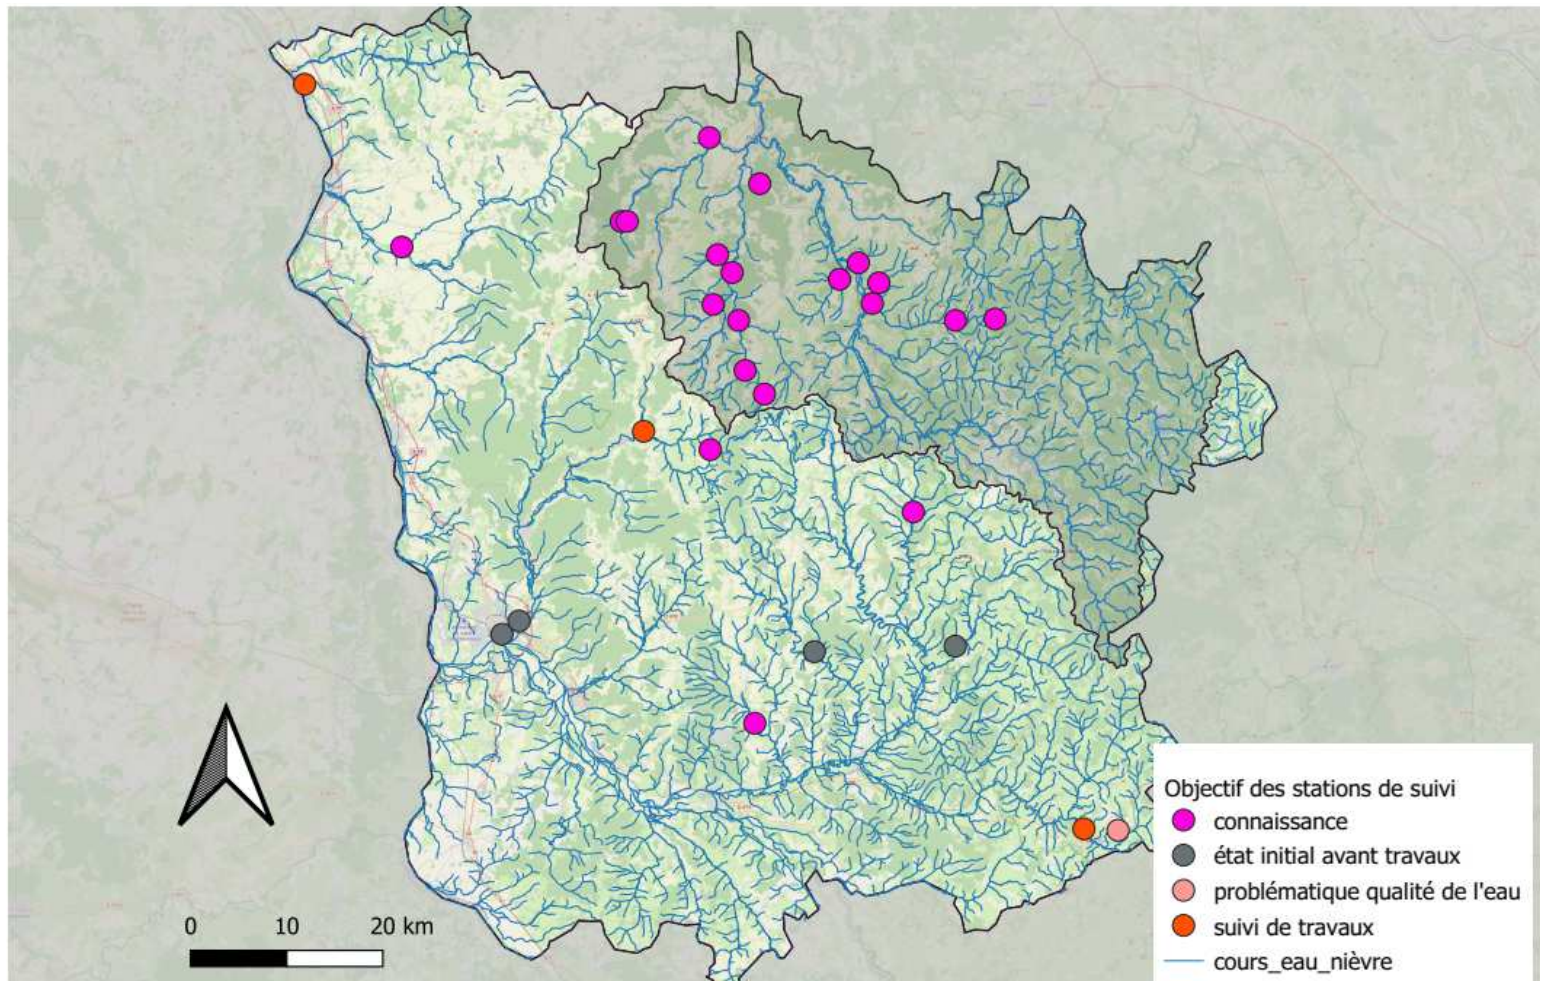 Objectif des stations de suivi
connaissance
état initial avant travaux
problématique qualité de l'eau
suivi de travaux
cours_eau_nièvre
0 10 20 km